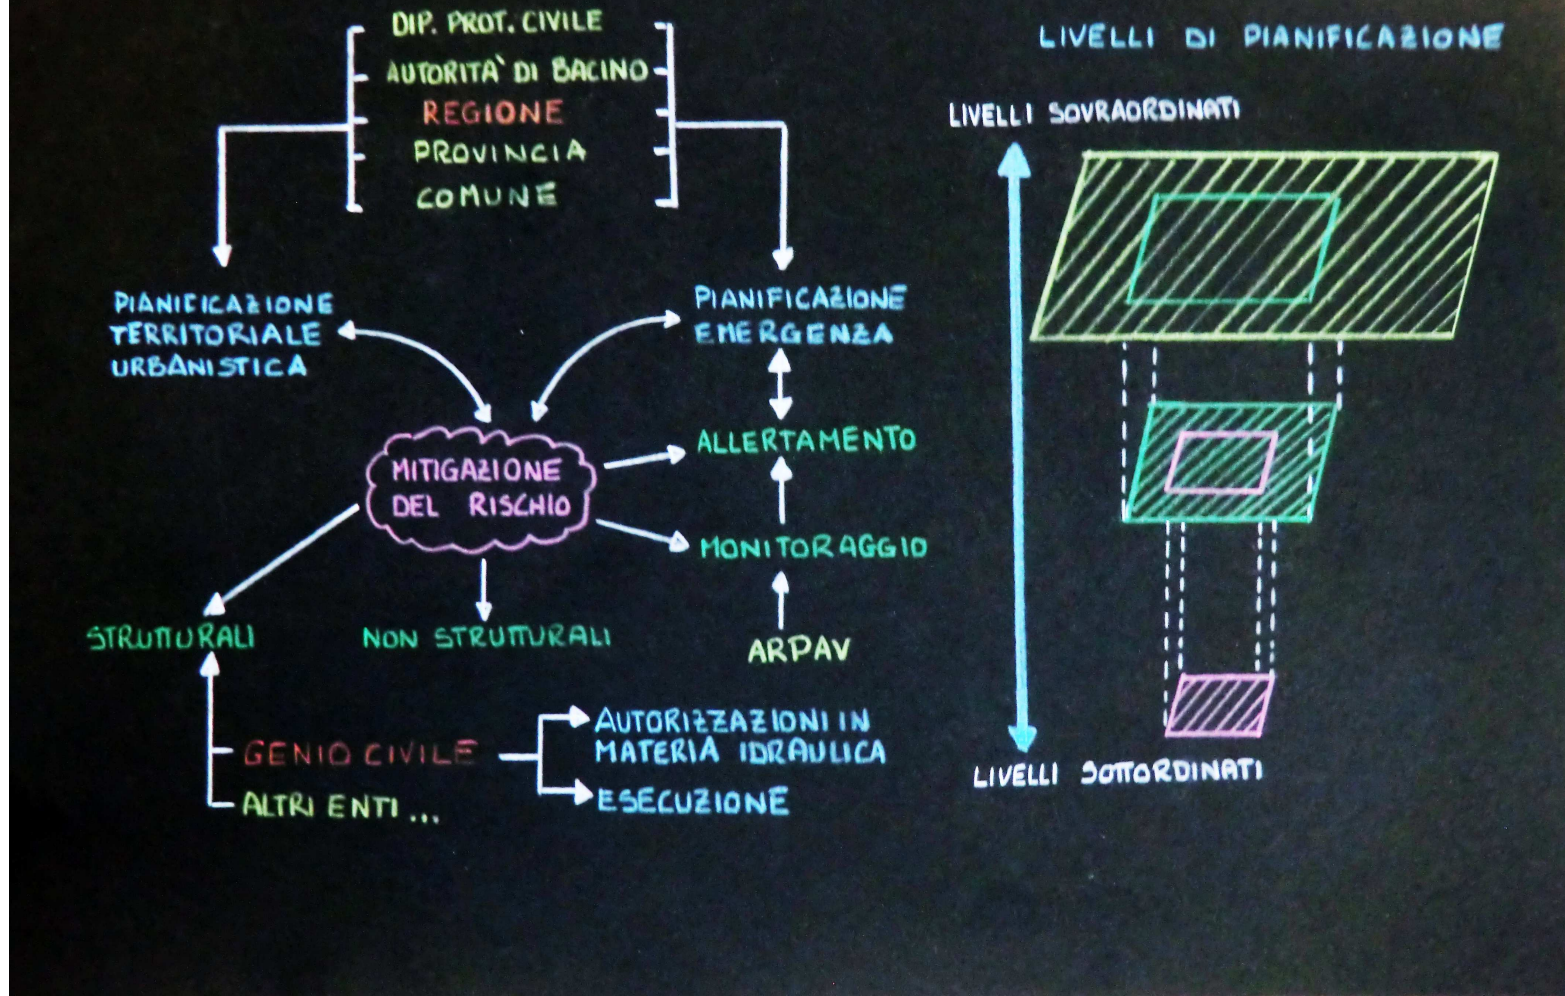 DIP. PROT. CIVILE
AUTORITÀ DI BACINO
REGIONE
PROVINCIA
COMUNE
PIANIFICAZIONE
TERRITORIALE
URBANISTICA
PIANIFICAZIONE
EMERGENZA
MITIGAZIONE
DEL RISCHIO
ALLERTAMENTO
MONITORAGGIO
ARPAV
STRUTTURALI
NON STRUTTURALI
GENIO CIVILE
ALTRI ENTI ...
AUTORIZZAZIONI IN
MATERIA IDRAULICA
ESECUZIONE
LIVELLI DI PIANIFICAZIONE
LIVELLI SOVRAORDINATI
LIVELLI SOTTORDINATI